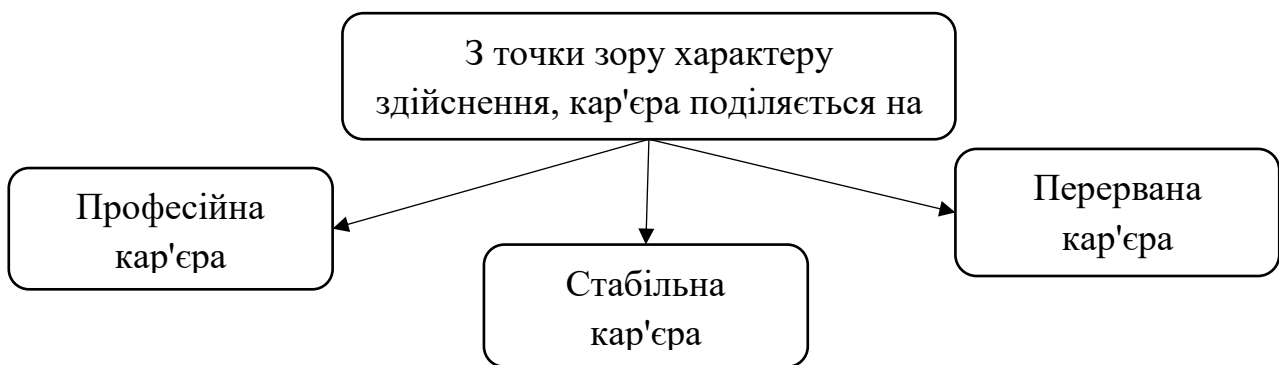 З точки зору характеру
здійснення, кар'єра поділяється на
Професійна
кар'єра
Стабільна
кар'єра
Перервана
кар'єра